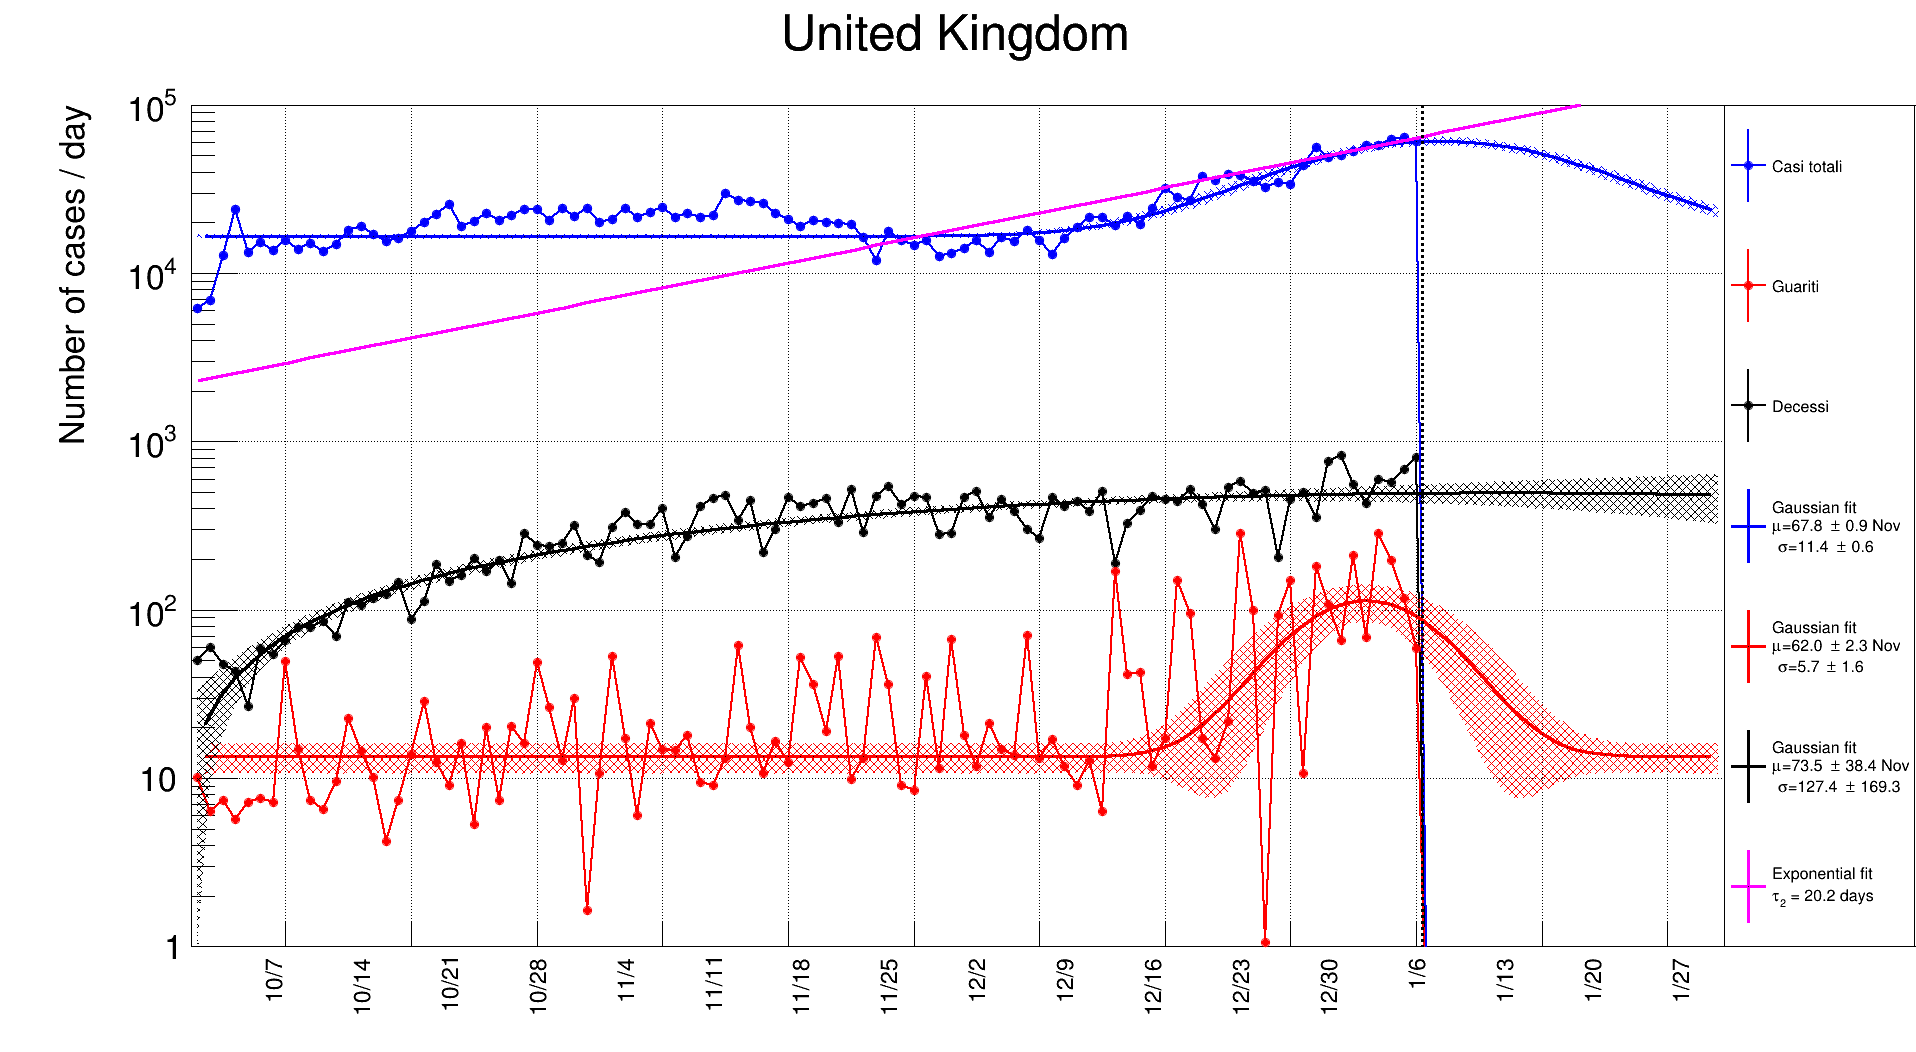 United Kingdom
Number of cases / day
10^5
10^4
10^3
10^2
10
1
10/7
10/14
10/21
10/28
11/4
11/11
11/18
11/25
12/2
12/9
12/16
12/23
12/30
1/6
1/13
1/20
1/27
Casi totali
Guariti
Decessi
Gaussian fit
μ=67.8 ± 0.9 Nov
σ=11.4 ± 0.6
Gaussian fit
μ=62.0 ± 2.3 Nov
σ=5.7 ± 1.6
Gaussian fit
μ=73.5 ± 38.4 Nov
σ=127.4 ± 169.3
Exponential fit
τ₂ = 20.2 days